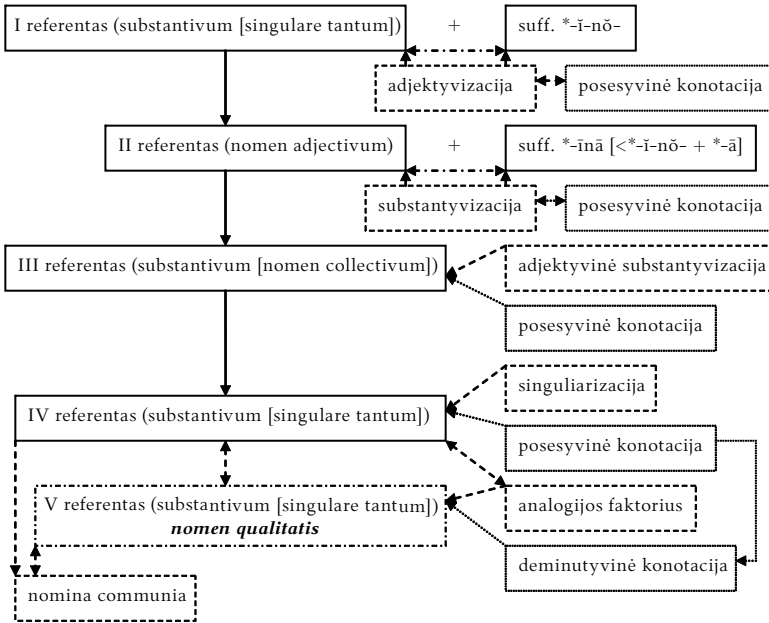 I referentas (substantivum [singulare tantum]) + suff. *-ĭ-nŏ-
adjektyvizacija posesyvinė konotacija
II referentas (nomen adjectivum) + suff. *-īnā [<*-ĭ-nŏ- + *-ā]
substantyvizacija posesyvinė konotacija
III referentas (substantivum [nomen collectivum]) adjektyvinė substantyvizacija
posesyvinė konotacija
singuliarizacija
IV referentas (substantivum [singulare tantum])
posesyvinė konotacija
V referentas (substantivum [singulare tantum]) analogijos faktorius
nomen qualitatis
deminutyvinė konotacija
nomina communia